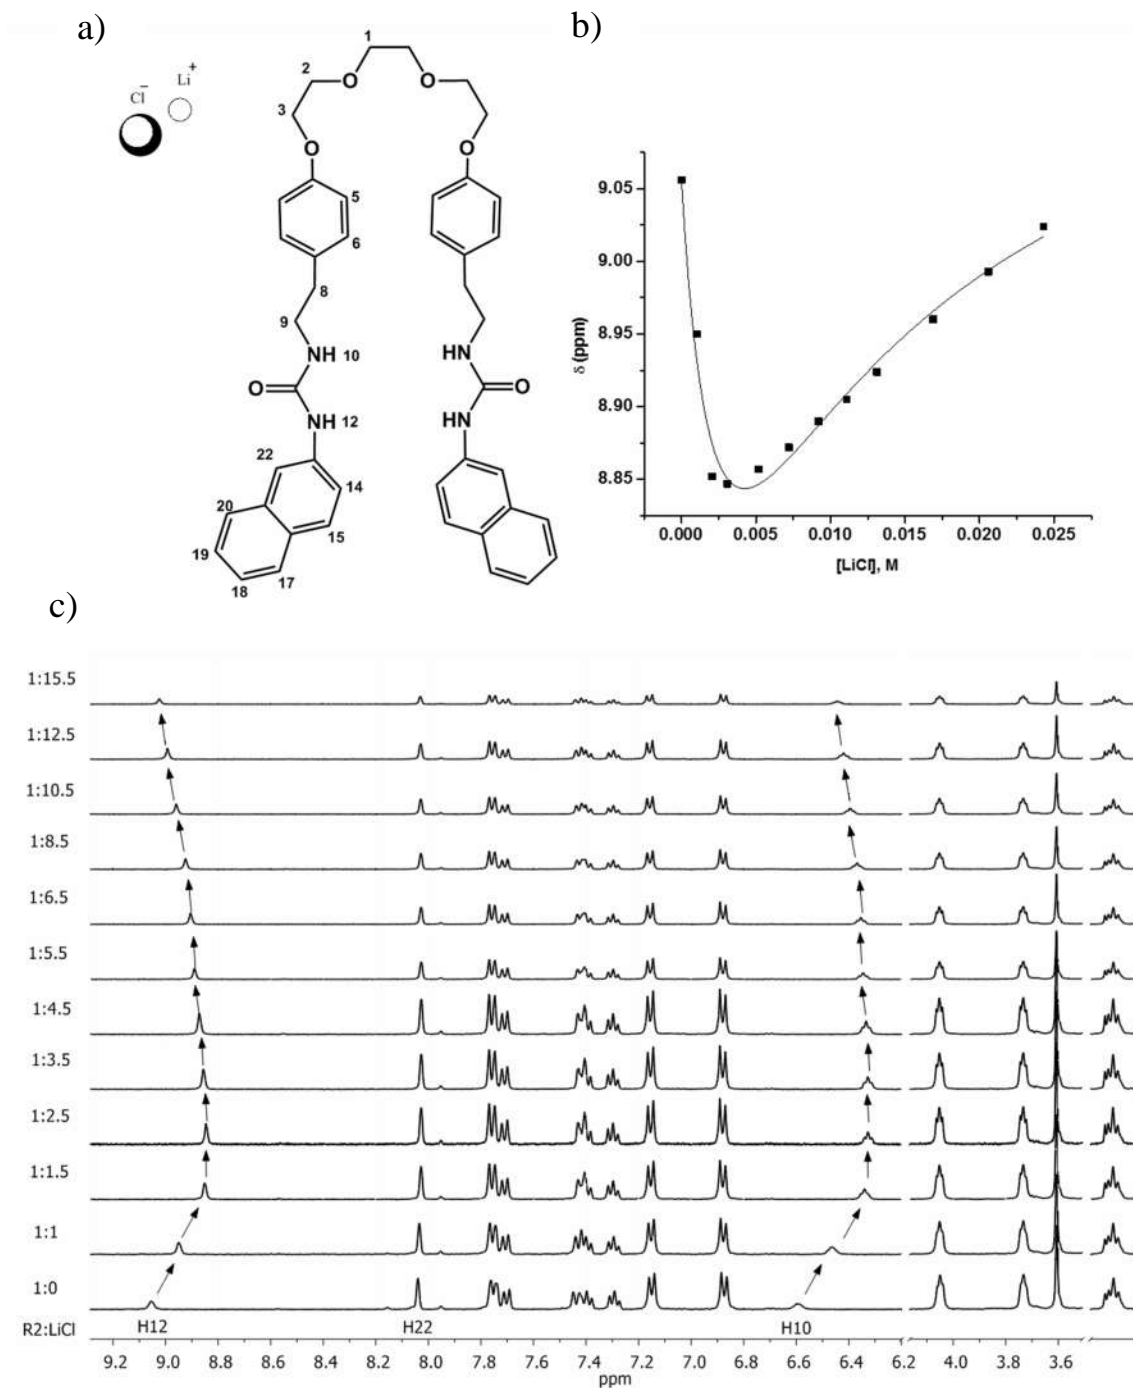 a)
b)
c)
Cl−
Li+
1
2
3
O
O
O
O
5
6
8
9
NH 10
HN
O
O
NH 12
HN
22
14
20
15
19
18
17
δ (ppm)
9.05
9.00
8.95
8.90
8.85
0.000 0.005 0.010 0.015 0.020 0.025
[LiCl], M
1:15.5
1:12.5
1:10.5
1:8.5
1:6.5
1:5.5
1:4.5
1:3.5
1:2.5
1:1.5
1:1
1:0
R2:LiCl H12 H22 H10
9.2 9.0 8.8 8.6 8.4 8.2 8.0 7.8 7.6 7.4 7.2 7.0 6.8 6.6 6.4 6.2 4.0 3.8 3.6
ppm